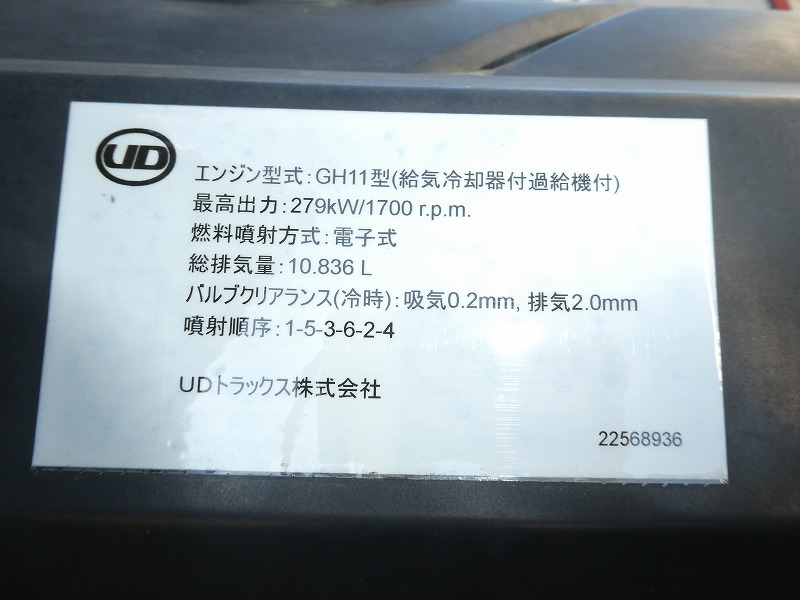 UD
エンジン型式:GH11型(給気冷却器付過給機付)
最高出力:279kW/1700 r.p.m.
燃料噴射方式:電子式
総排気量:10.836 L
バルブクリアランス(冷時):吸気0.2mm, 排気2.0mm
噴射順序:1-5-3-6-2-4
UDトラックス株式会社
22568936